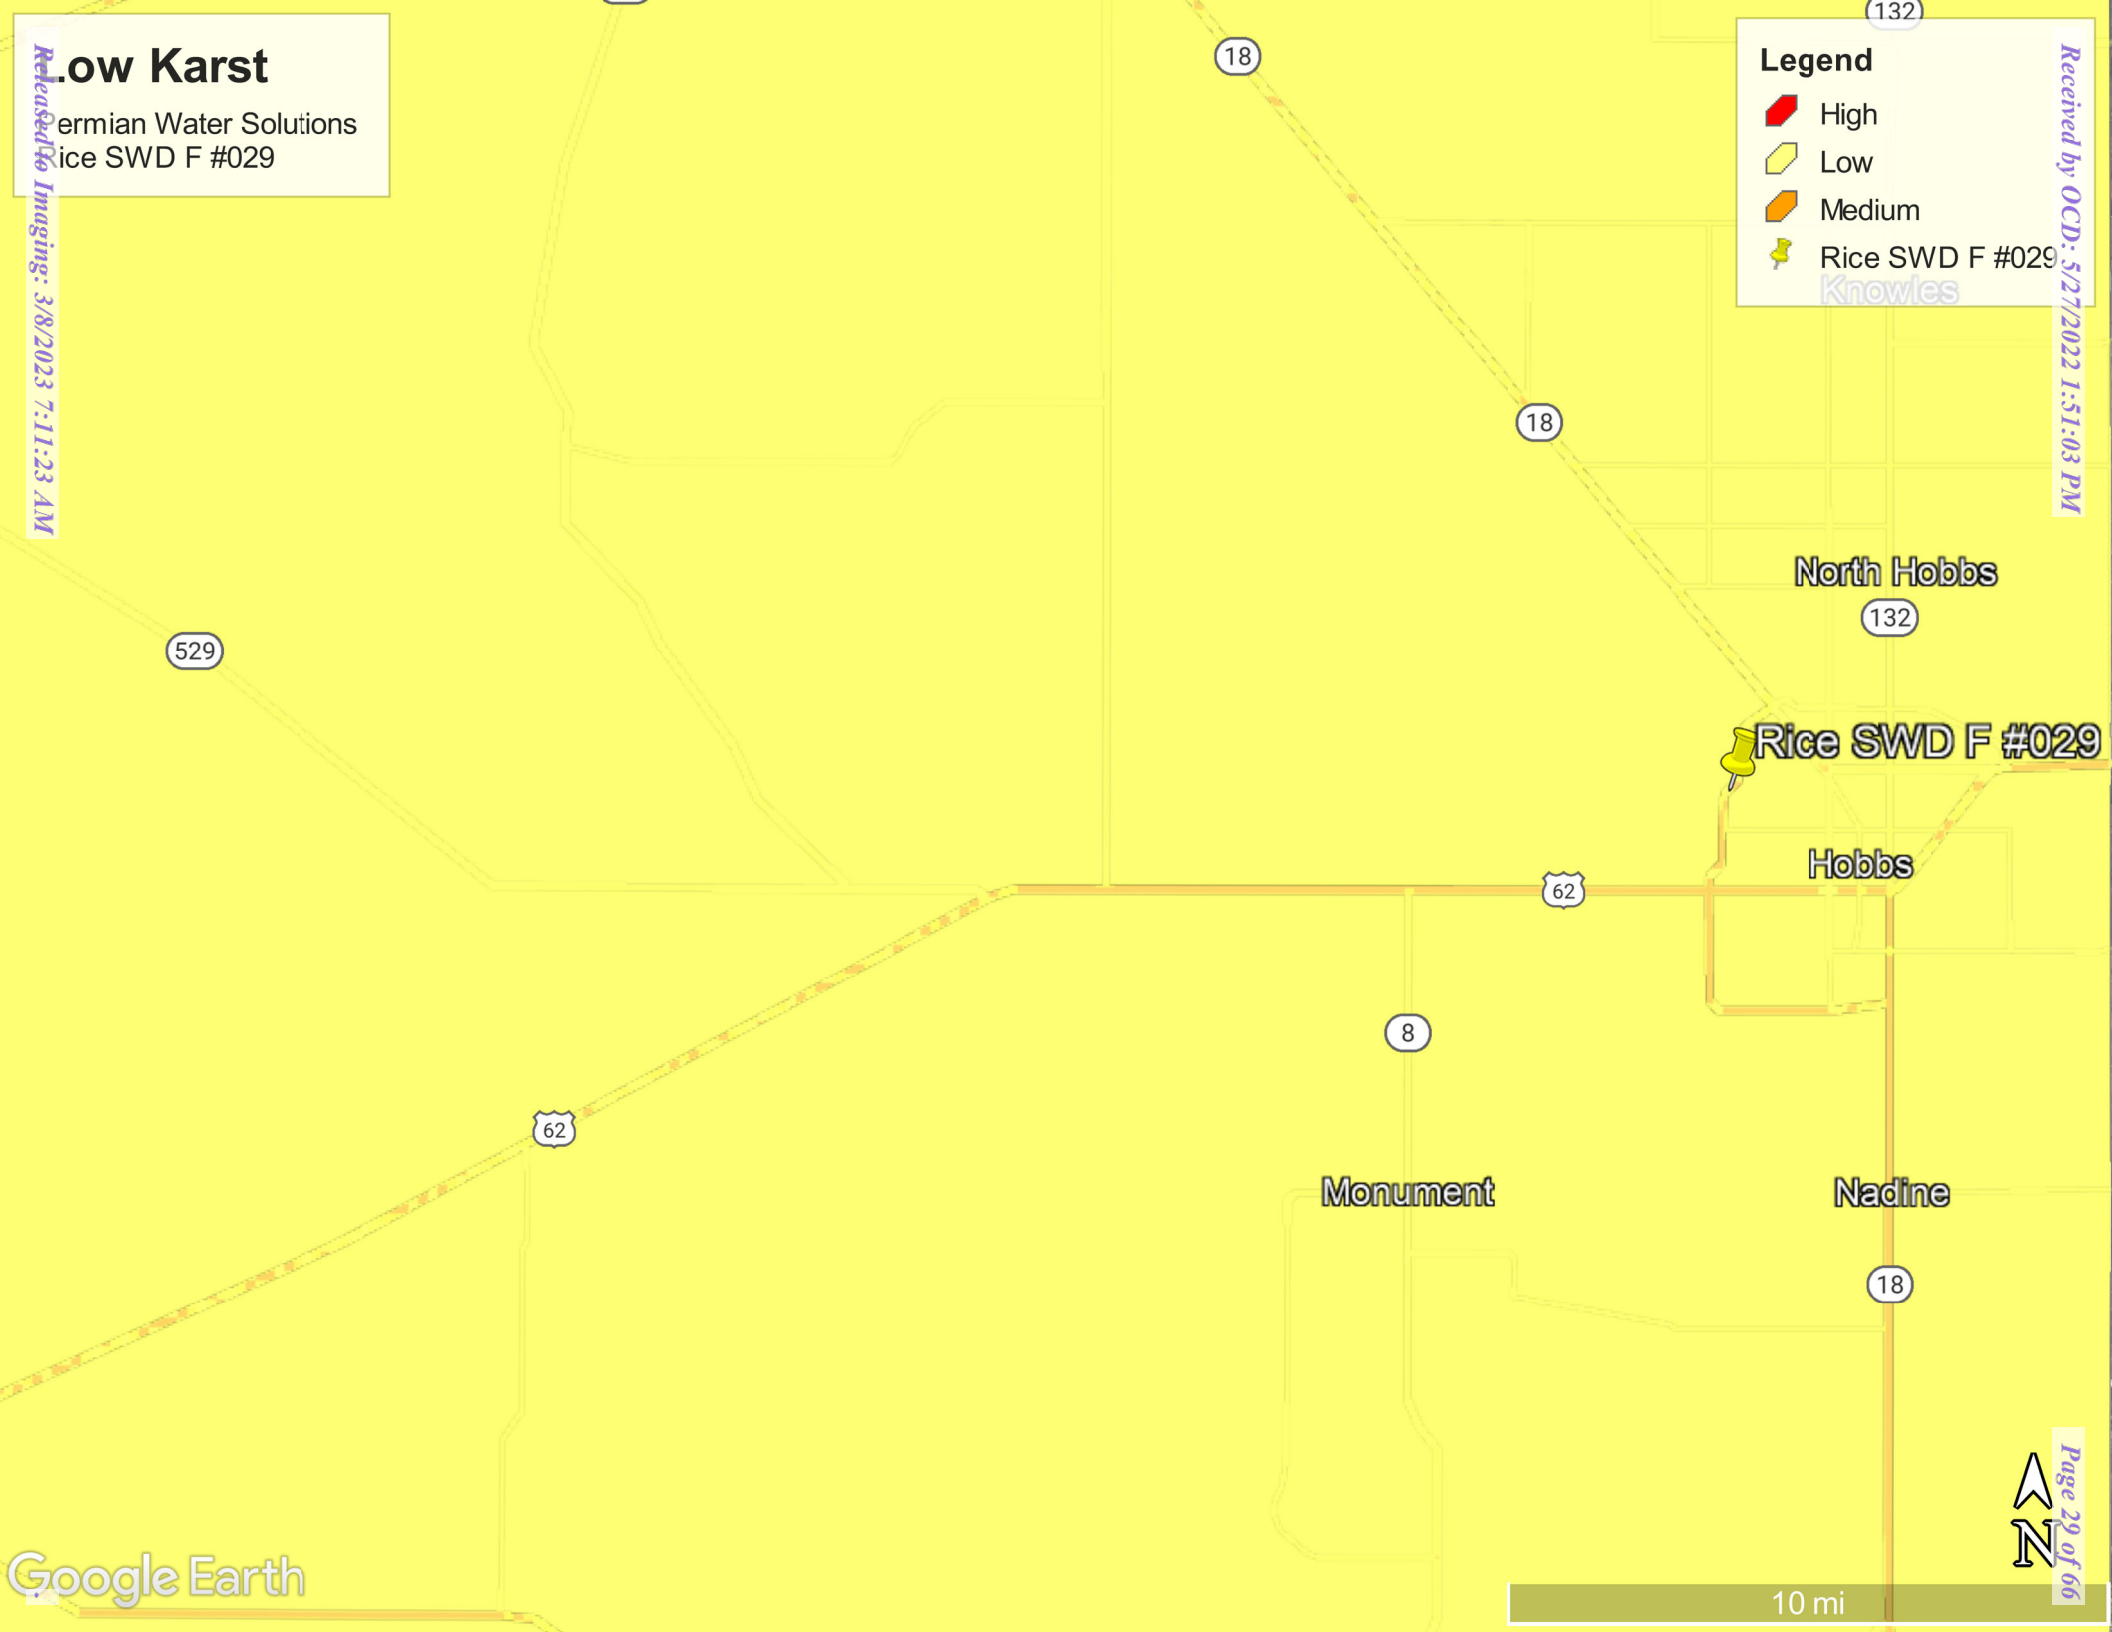 Low Karst
Permian Water Solutions
Rice SWD F #029
Released to Imaging: 3/8/2023 7:11:23 AM
Received by OCD: 5/27/2022 1:51:03 PM
132
Legend
High
Low
Medium
Rice SWD F #029
Knowles
18
18
North Hobbs
132
529
Rice SWD F #029
Hobbs
62
8
62
Monument
Nadine
18
N
Page 29 of 66
Google Earth
10 mi